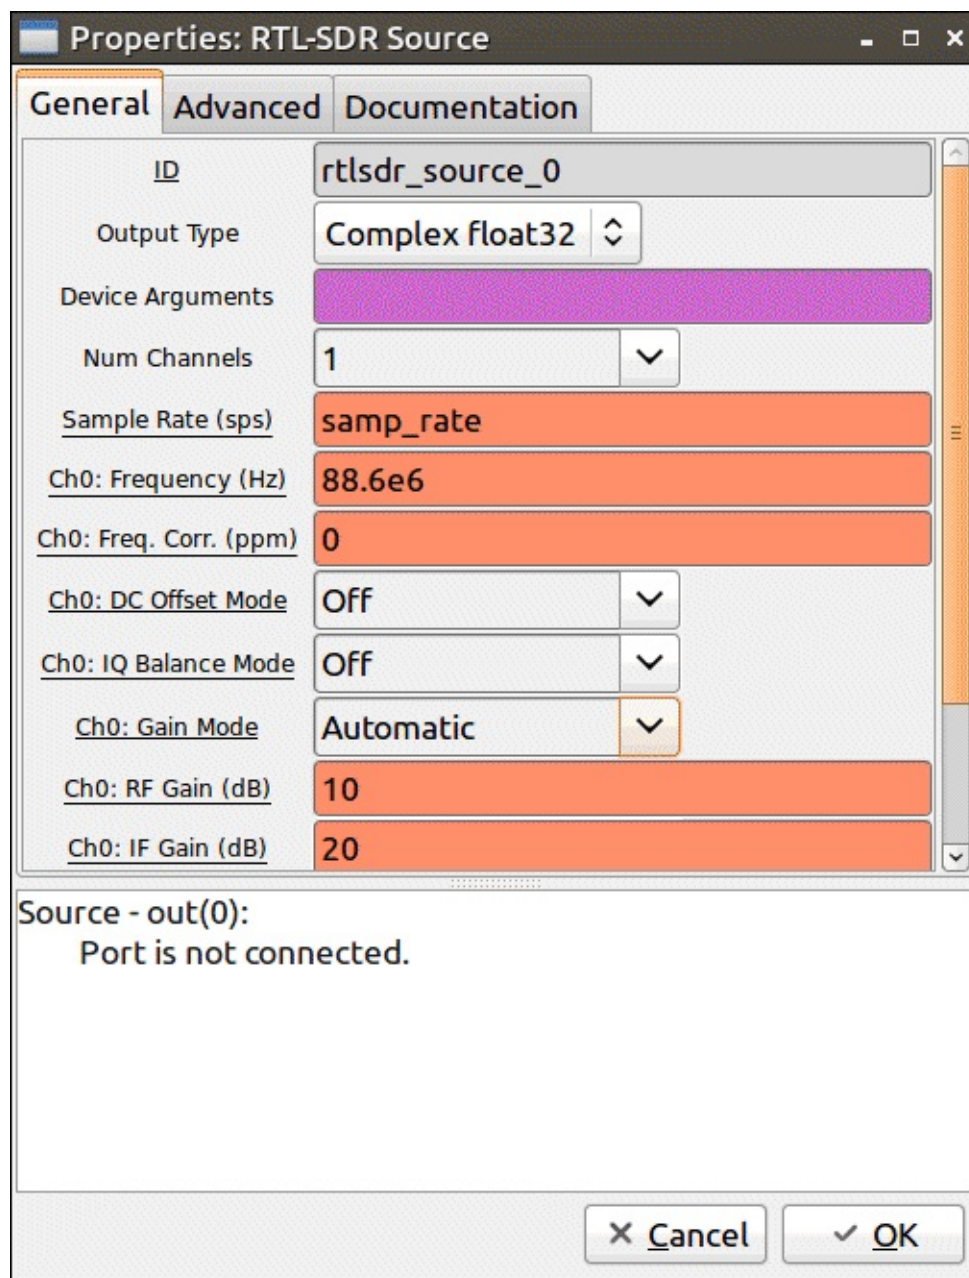 Properties: RTL-SDR Source
General Advanced Documentation
ID rtlsdr_source_0
Output Type Complex float32
Device Arguments
Num Channels 1
Sample Rate (sps) samp_rate
Ch0: Frequency (Hz) 88.6e6
Ch0: Freq. Corr. (ppm) 0
Ch0: DC Offset Mode Off
Ch0: IQ Balance Mode Off
Ch0: Gain Mode Automatic
Ch0: RF Gain (dB) 10
Ch0: IF Gain (dB) 20
Source - out(0):
Port is not connected.
Cancel OK